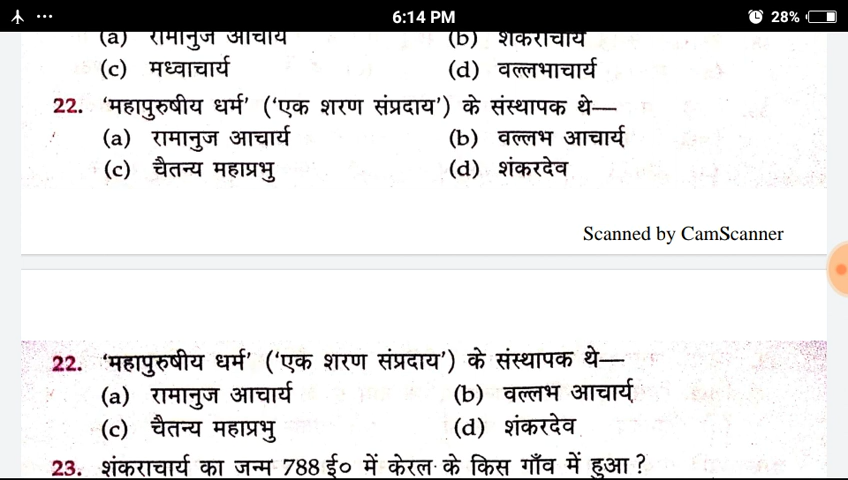 6:14 PM 28%
(a) रामानुज आचार्य (b) शंकराचार्य
(c) मध्वाचार्य (d) वल्लभाचार्य
22. ‘महापुरुषीय धर्म’ (‘एक शरण संप्रदाय’) के संस्थापक थे—
(a) रामानुज आचार्य (b) वल्लभ आचार्य
(c) चैतन्य महाप्रभु (d) शंकरदेव
Scanned by CamScanner
22. ‘महापुरुषीय धर्म’ (‘एक शरण संप्रदाय’) के संस्थापक थे—
(a) रामानुज आचार्य (b) वल्लभ आचार्य
(c) चैतन्य महाप्रभु (d) शंकरदेव
23. शंकराचार्य का जन्म 788 ई० में केरल के किस गाँव में हुआ ?